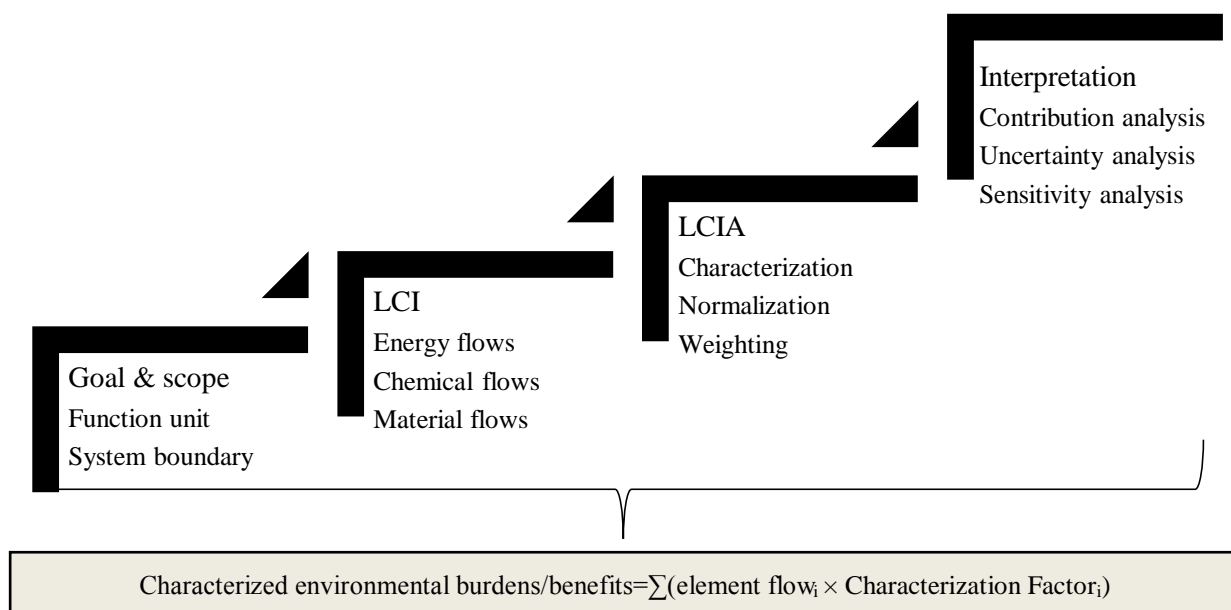 Goal & scope
Function unit
System boundary
LCI
Energy flows
Chemical flows
Material flows
LCIA
Characterization
Normalization
Weighting
Interpretation
Contribution analysis
Uncertainty analysis
Sensitivity analysis
Characterized environmental burdens/benefits=∑(element flowᵢ × Characterization Factorᵢ)